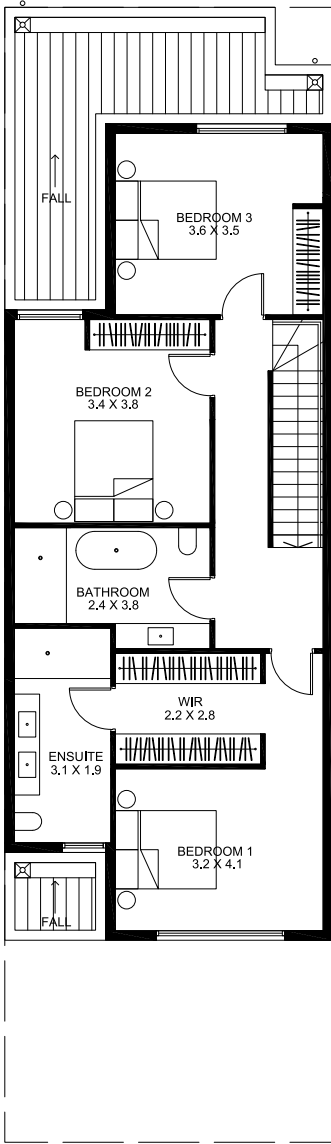 FALL
BEDROOM 3
3.6 X 3.5
BEDROOM 2
3.4 X 3.8
BATHROOM
2.4 X 3.8
WIR
2.2 X 2.8
ENSUITE
3.1 X 1.9
BEDROOM 1
3.2 X 4.1
FALL